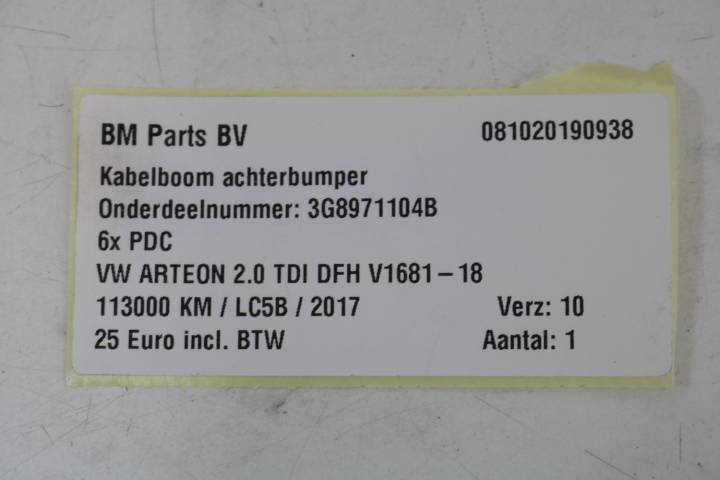 BM Parts BV 081020190938
Kabelboom achterbumper
Onderdeelnummer: 3G8971104B
6x PDC
VW ARTEON 2.0 TDI DFH V1681-18
113000 KM / LC5B / 2017 Verz: 10
25 Euro incl. BTW Aantal: 1